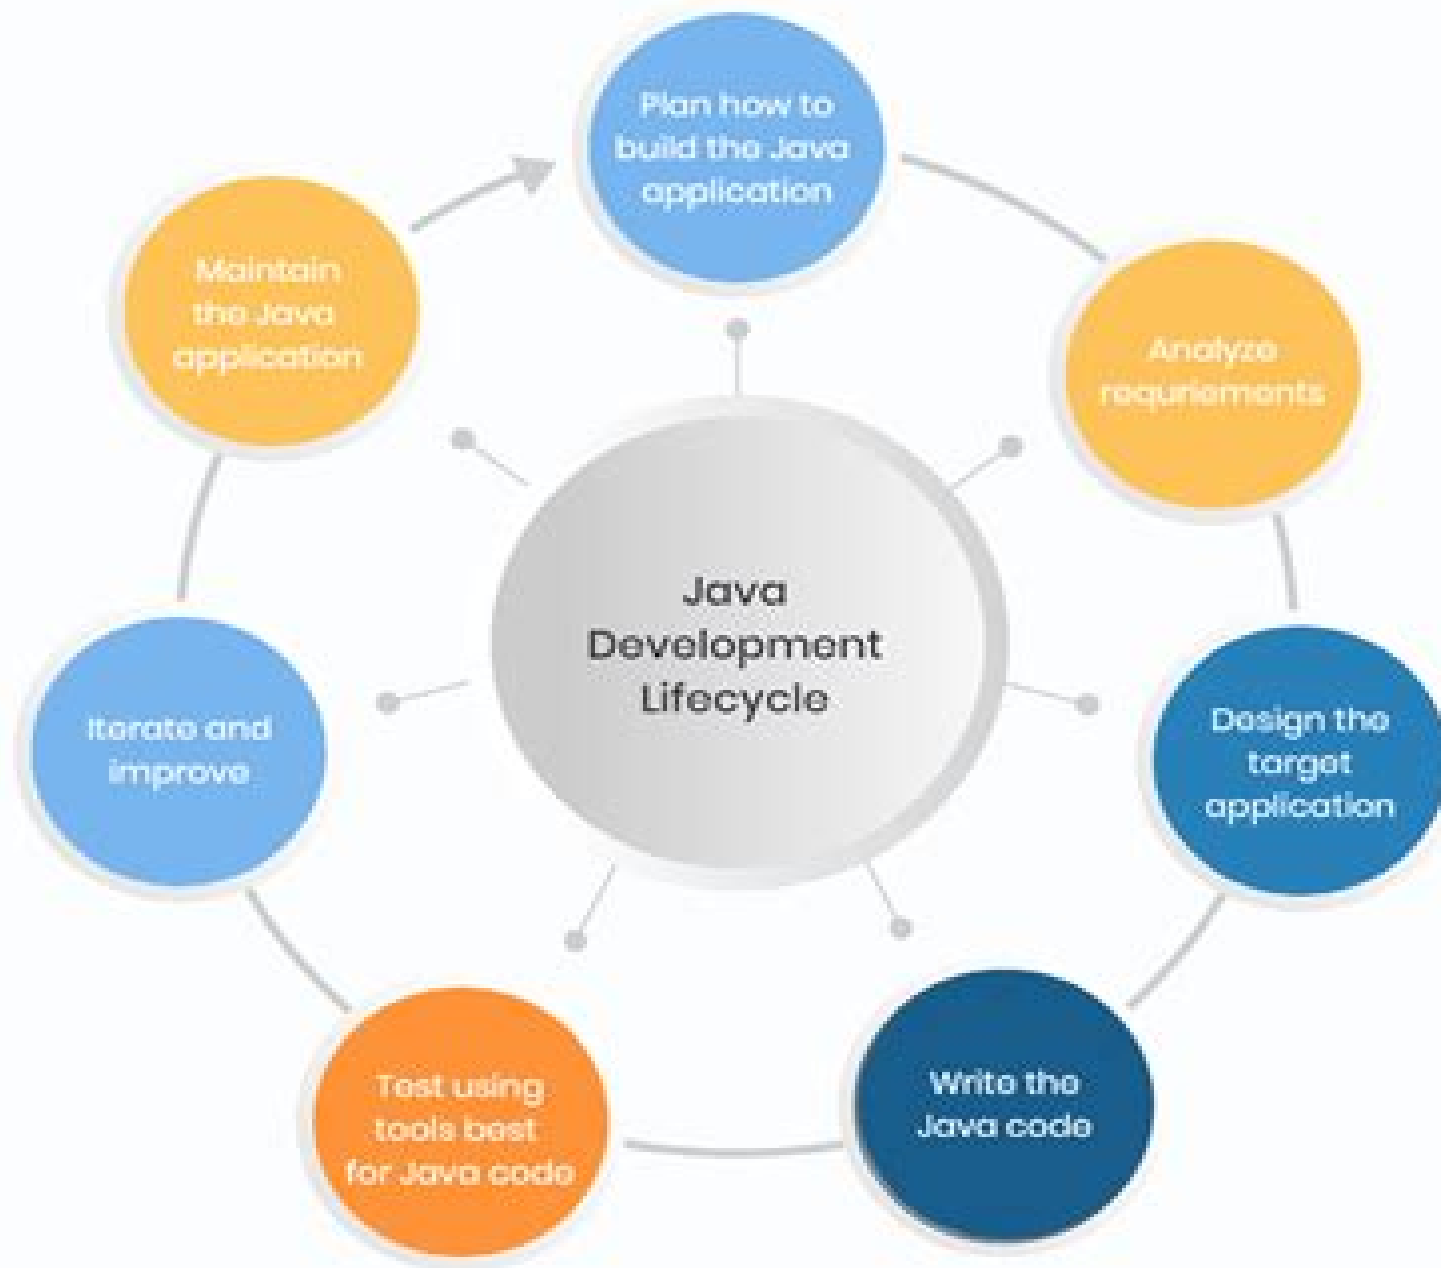 Plan how to
build the Java
application
Analyze
requriements
Design the
target
application
Write the
Java code
Test using
tools best
for Java code
Iterate and
improve
Maintain
the Java
application
Java
Development
Lifecycle